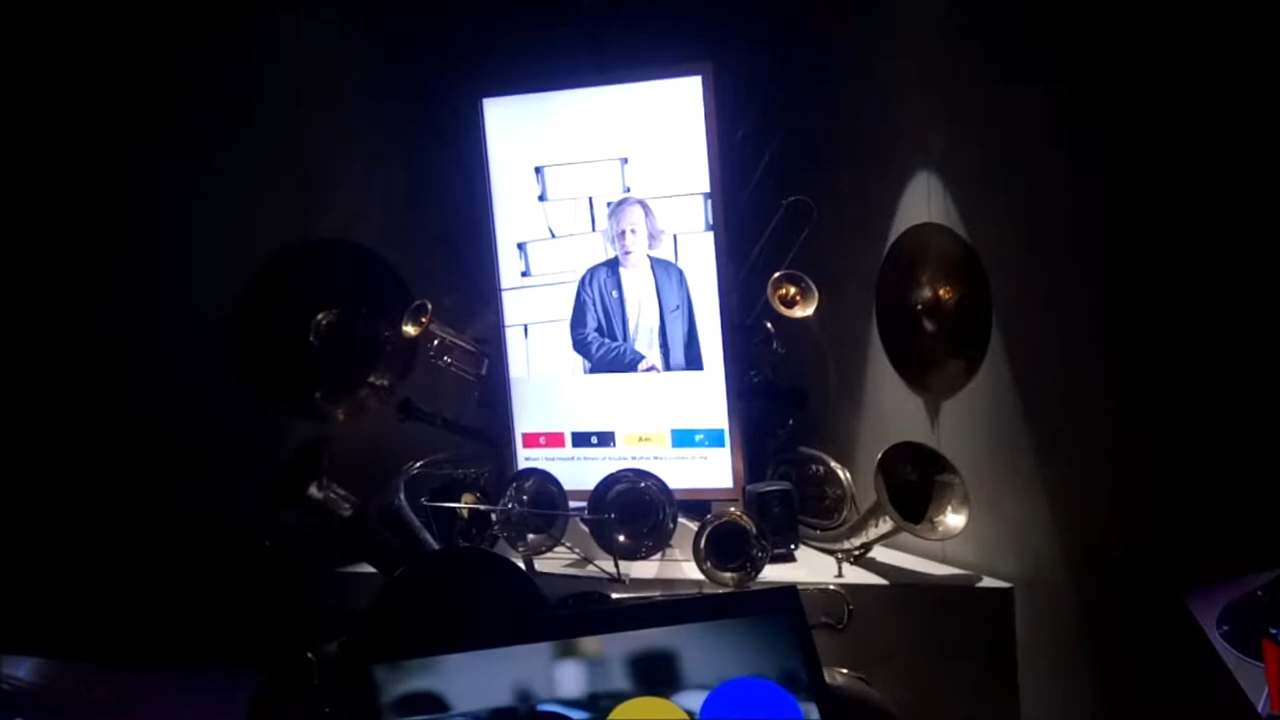 C G Am F
When I find myself in times of trouble, Mother Mary comes to me